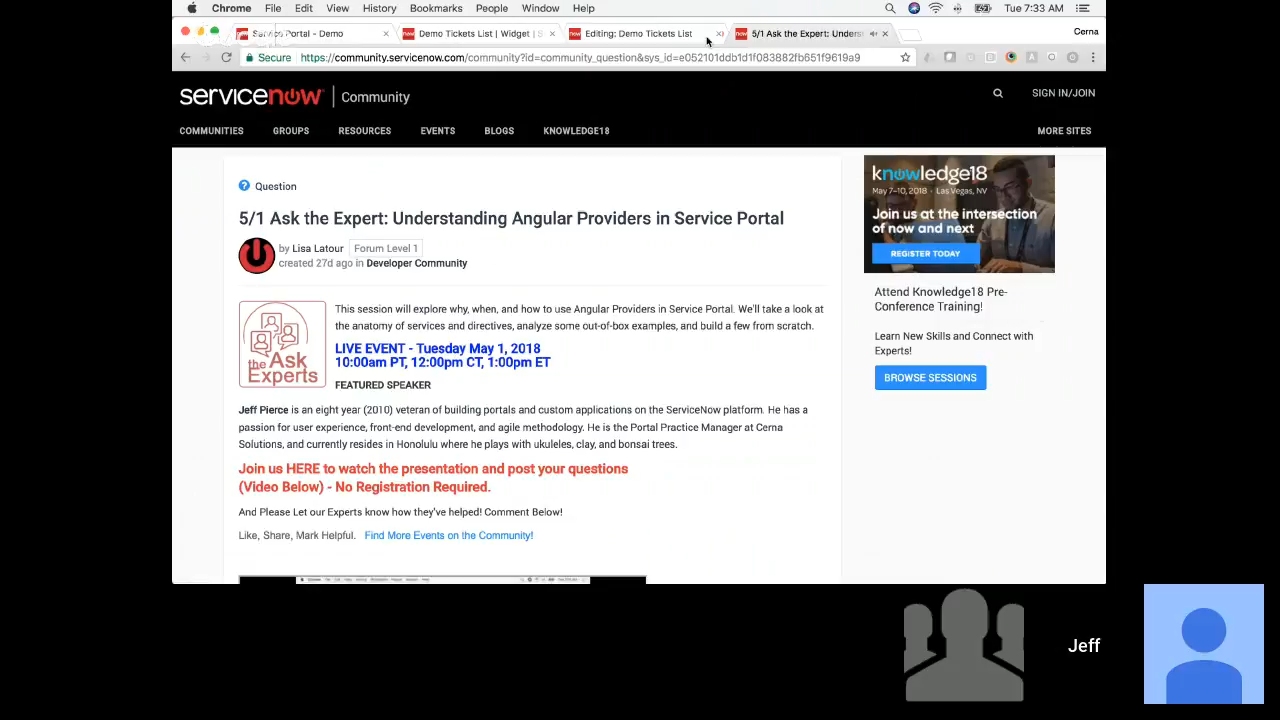 Chrome File Edit View History Bookmarks People Window Help Tue 7:33 AM
Service Portal - Demo Demo Tickets List | Widget | S Editing: Demo Tickets List 5/1 Ask the Expert: Unders Cerna
Secure https://community.servicenow.com/community?id=community_question&sys_id=e052101ddb1d1f083882fb651f9619a9
servicenow Community SIGN IN/JOIN
COMMUNITIES GROUPS RESOURCES EVENTS BLOGS KNOWLEDGE18 MORE SITES
Question
5/1 Ask the Expert: Understanding Angular Providers in Service Portal
by Lisa Latour Forum Level 1
created 27d ago in Developer Community
the Ask
Experts
This session will explore why, when, and how to use Angular Providers in Service Portal. We'll take a look at
the anatomy of services and directives, analyze some out-of-box examples, and build a few from scratch.
LIVE EVENT - Tuesday May 1, 2018
10:00am PT, 12:00pm CT, 1:00pm ET
FEATURED SPEAKER
Jeff Pierce is an eight year (2010) veteran of building portals and custom applications on the ServiceNow platform. He has a
passion for user experience, front-end development, and agile methodology. He is the Portal Practice Manager at Cerna
Solutions, and currently resides in Honolulu where he plays with ukuleles, clay, and bonsai trees.
Join us HERE to watch the presentation and post your questions
(Video Below) - No Registration Required.
And Please Let our Experts know how they've helped! Comment Below!
Like, Share, Mark Helpful. Find More Events on the Community!
knowledge18
May 7-10, 2018 - Las Vegas, NV
Join us at the intersection
of now and next
REGISTER TODAY
Attend Knowledge18 Pre-
Conference Training!
Learn New Skills and Connect with
Experts!
BROWSE SESSIONS
Jeff